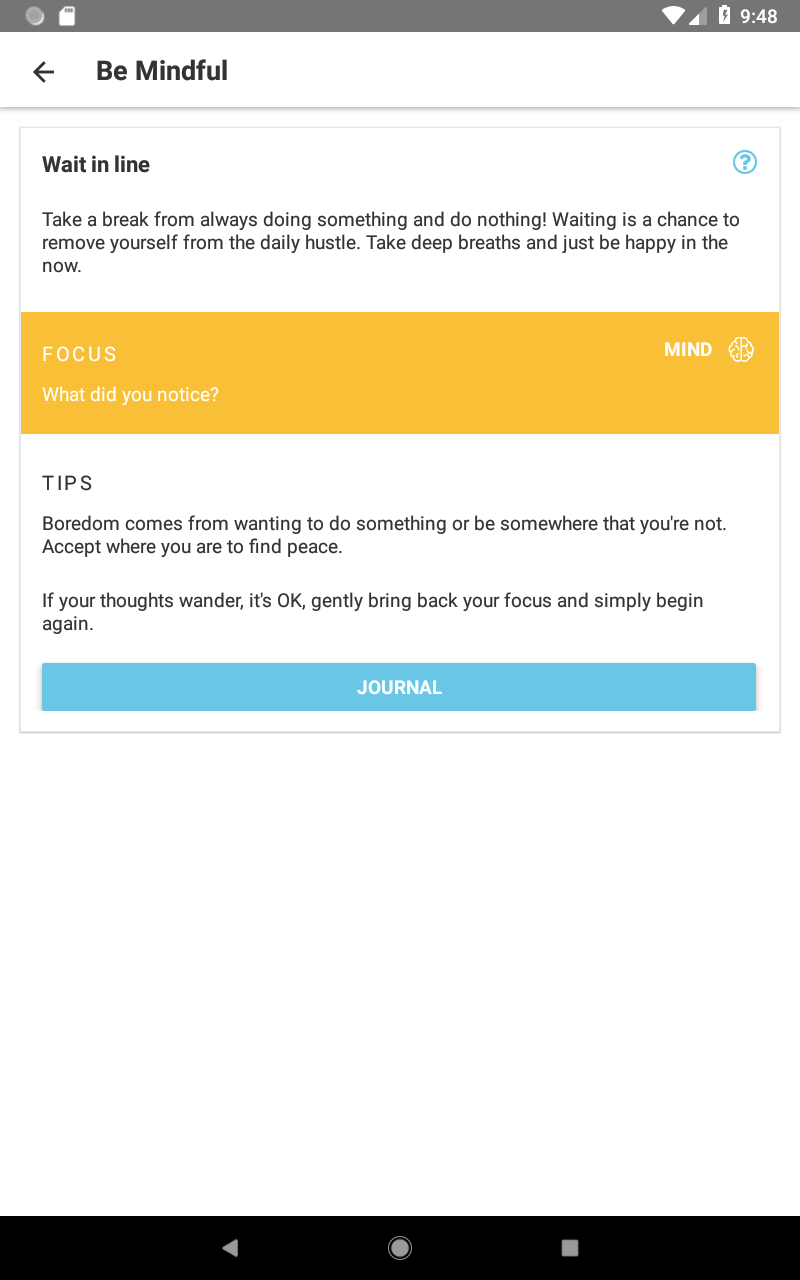 9:48
Be Mindful
Wait in line
Take a break from always doing something and do nothing! Waiting is a chance to
remove yourself from the daily hustle. Take deep breaths and just be happy in the
now.
FOCUS
MIND
What did you notice?
TIPS
Boredom comes from wanting to do something or be somewhere that you're not.
Accept where you are to find peace.
If your thoughts wander, it's OK, gently bring back your focus and simply begin
again.
JOURNAL